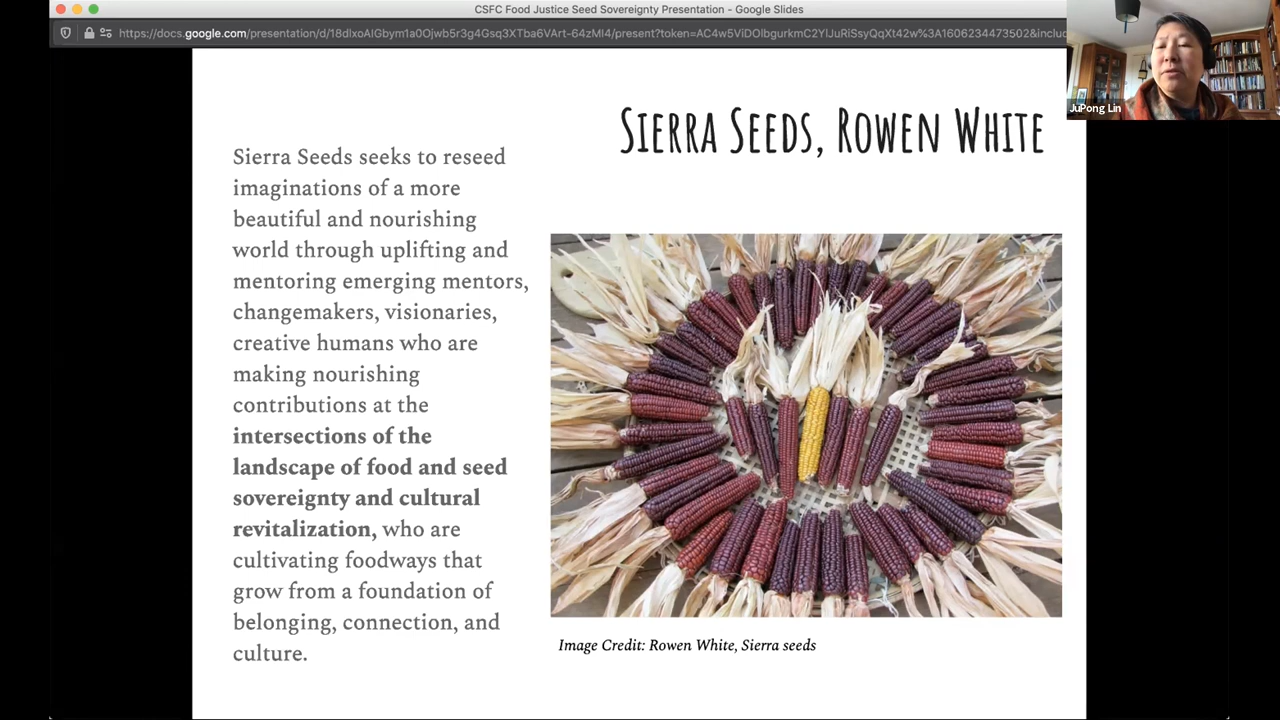 CSFC Food Justice Seed Sovereignty Presentation - Google Slides
JuPong Lin
SIERRA SEEDS, ROWEN WHITE
Sierra Seeds seeks to reseed
imaginations of a more
beautiful and nourishing
world through uplifting and
mentoring emerging mentors,
changemakers, visionaries,
creative humans who are
making nourishing
contributions at the
intersections of the
landscape of food and seed
sovereignty and cultural
revitalization, who are
cultivating foodways that
grow from a foundation of
belonging, connection, and
culture.
Image Credit: Rowen White, Sierra seeds